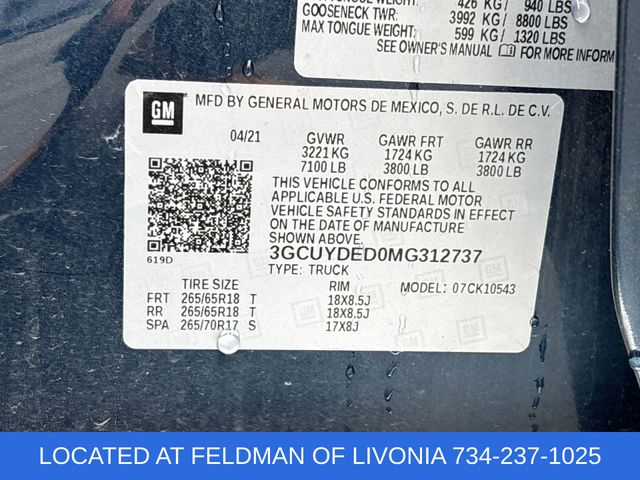 426 KG / 940 LBS
GOOSENECK TWR: 3992 KG / 8800 LBS
MAX TONGUE WEIGHT: 599 KG / 1320 LBS
SEE OWNER'S MANUAL FOR MORE INFORMATION
GM
MFD BY GENERAL MOTORS DE MEXICO, S. DE R.L. DE C.V.
04/21 GVWR GAWR FRT GAWR RR
3221 KG 1724 KG 1724 KG
7100 LB 3800 LB 3800 LB
THIS VEHICLE CONFORMS TO ALL
APPLICABLE U.S. FEDERAL MOTOR
VEHICLE SAFETY STANDARDS IN EFFECT
ON THE DATE OF MANUFACTURE
SHOWN ABOVE.
619D
3GCUYDED0MG312737
TYPE: TRUCK
TIRE SIZE RIM MODEL: 07CK10543
FRT 265/65R18 T 18X8.5J
RR 265/65R18 T 18X8.5J
SPA 265/70R17 S 17X8J
LOCATED AT FELDMAN OF LIVONIA 734-237-1025